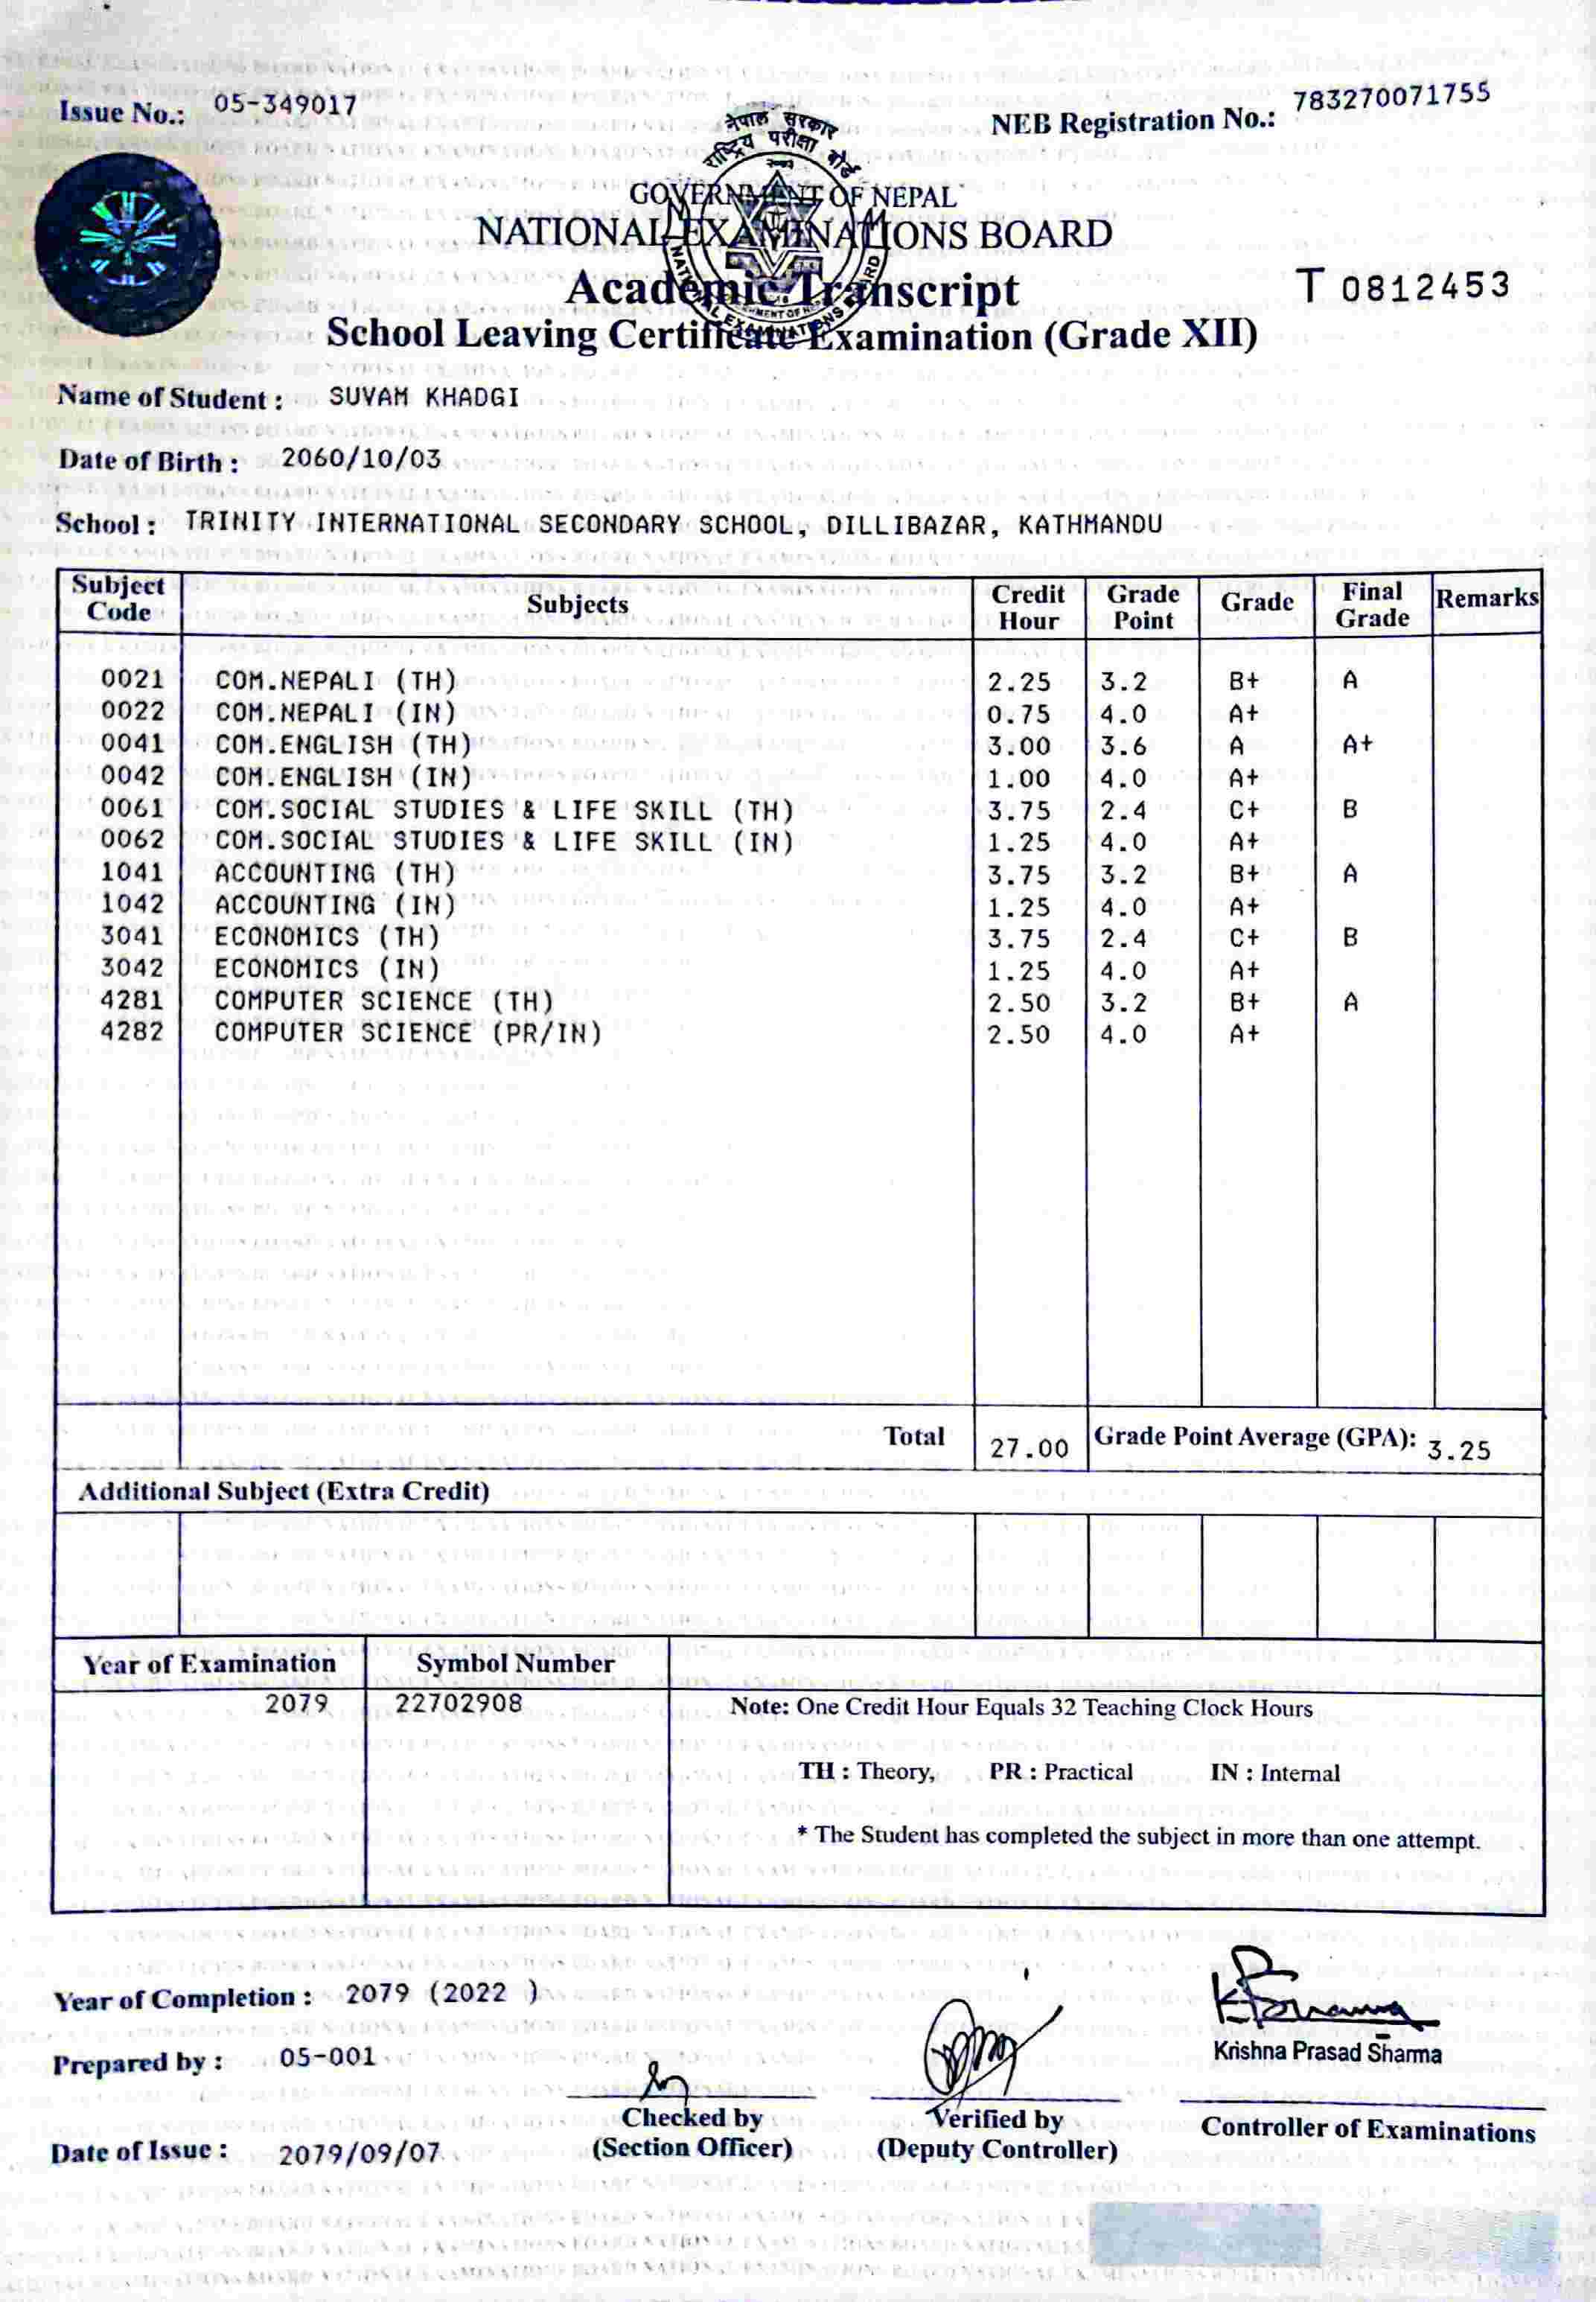 Issue No.: 05-349017
NEB Registration No.: 783270071755
नेपाल सरकार
राष्ट्रिय परीक्षा बोर्ड
GOVERNMENT OF NEPAL
NATIONAL EXAMINATIONS BOARD
Academic Transcript
T 0812453
School Leaving Certificate Examination (Grade XII)
Name of Student : SUVAM KHADGI
Date of Birth : 2060/10/03
School : TRINITY INTERNATIONAL SECONDARY SCHOOL, DILLIBAZAR, KATHMANDU
Subject Code Subjects Credit Hour Grade Point Grade Final Grade Remarks
0021 COM.NEPALI (TH) 2.25 3.2 B+ A
0022 COM.NEPALI (IN) 0.75 4.0 A+
0041 COM.ENGLISH (TH) 3.00 3.6 A A+
0042 COM.ENGLISH (IN) 1.00 4.0 A+
0061 COM.SOCIAL STUDIES & LIFE SKILL (TH) 3.75 2.4 C+ B
0062 COM.SOCIAL STUDIES & LIFE SKILL (IN) 1.25 4.0 A+
1041 ACCOUNTING (TH) 3.75 3.2 B+ A
1042 ACCOUNTING (IN) 1.25 4.0 A+
3041 ECONOMICS (TH) 3.75 2.4 C+ B
3042 ECONOMICS (IN) 1.25 4.0 A+
4281 COMPUTER SCIENCE (TH) 2.50 3.2 B+ A
4282 COMPUTER SCIENCE (PR/IN) 2.50 4.0 A+
Total 27.00 Grade Point Average (GPA): 3.25
Additional Subject (Extra Credit)
Year of Examination Symbol Number
2079 22702908 Note: One Credit Hour Equals 32 Teaching Clock Hours
TH : Theory, PR : Practical IN : Internal
* The Student has completed the subject in more than one attempt.
Year of Completion : 2079 (2022 )
Prepared by : 05-001
Krishna Prasad Sharma
Checked by
(Section Officer)
Verified by
(Deputy Controller)
Controller of Examinations
Date of Issue : 2079/09/07